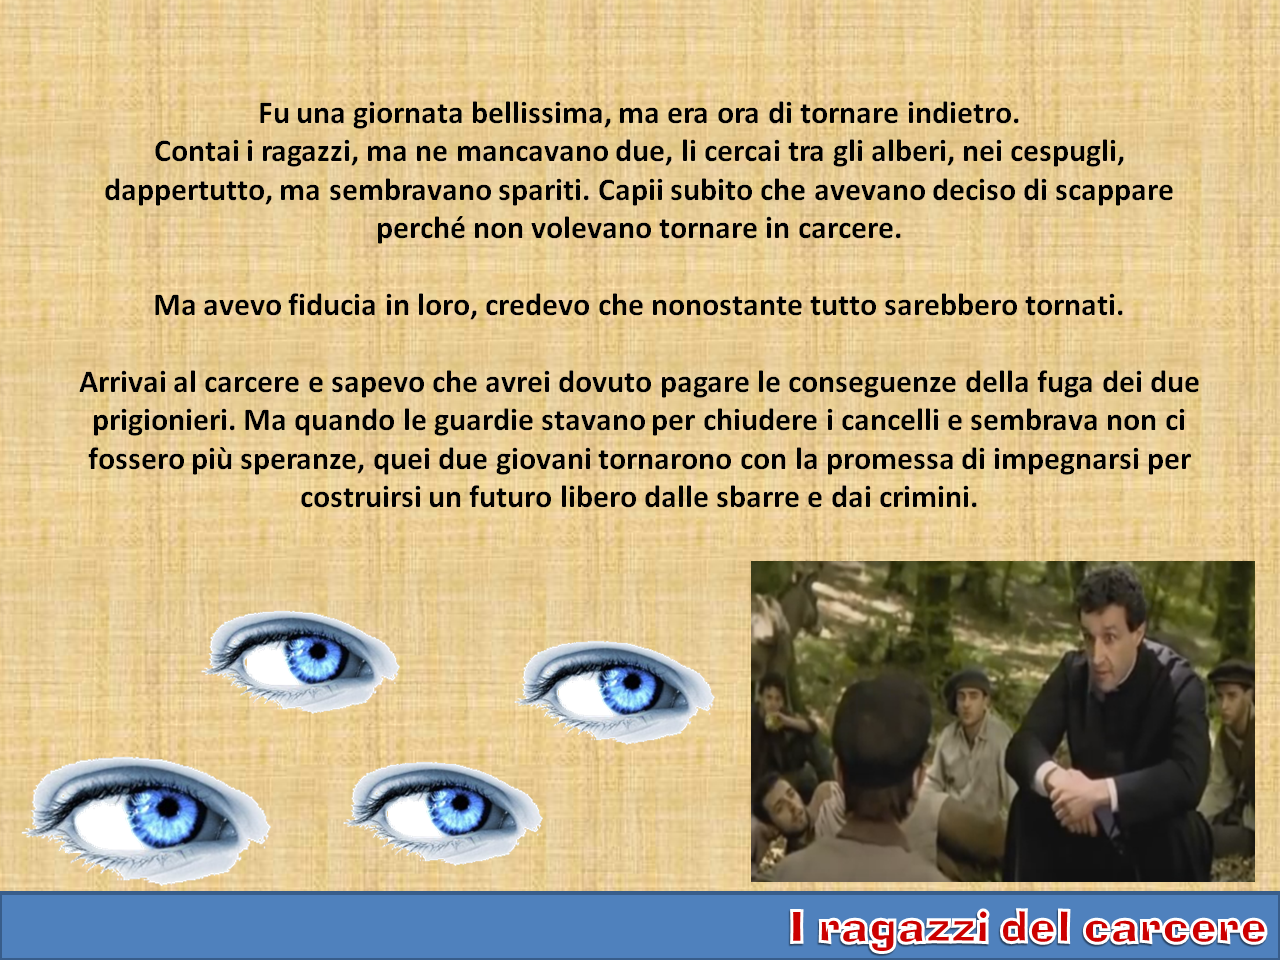 Fu una giornata bellissima, ma era ora di tornare indietro.
Contai i ragazzi, ma ne mancavano due, li cercai tra gli alberi, nei cespugli,
dappertutto, ma sembravano spariti. Capii subito che avevano deciso di scappare
perché non volevano tornare in carcere.
Ma avevo fiducia in loro, credevo che nonostante tutto sarebbero tornati.
Arrivai al carcere e sapevo che avrei dovuto pagare le conseguenze della fuga dei due
prigionieri. Ma quando le guardie stavano per chiudere i cancelli e sembrava non ci
fossero più speranze, quei due giovani tornarono con la promessa di impegnarsi per
costruirsi un futuro libero dalle sbarre e dai crimini.
I ragazzi del carcere